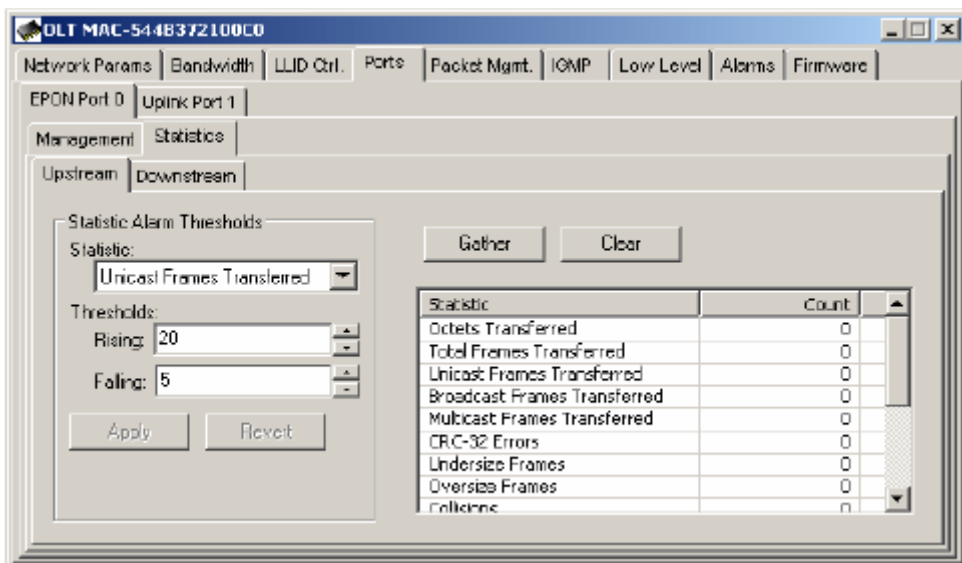 OLT MAC-5448372100C0
Network Params Bandwidth LLID Ctrl. Ports Packet Mgmt. IGMP Low Level Alarms Firmware
EPON Port 0 Uplink Port 1
Management Statistics
Upstream Downstream
Statistic Alarm Thresholds
Statistic:
Unicast Frames Transferred
Thresholds:
Rising: 20
Falling: 5
Apply Revert
Gather Clear
Statistic Count
Octets Transferred 0
Total Frames Transferred 0
Unicast Frames Transferred 0
Broadcast Frames Transferred 0
Multicast Frames Transferred 0
CRC-32 Errors 0
Undersize Frames 0
Oversize Frames 0
Collisions 0